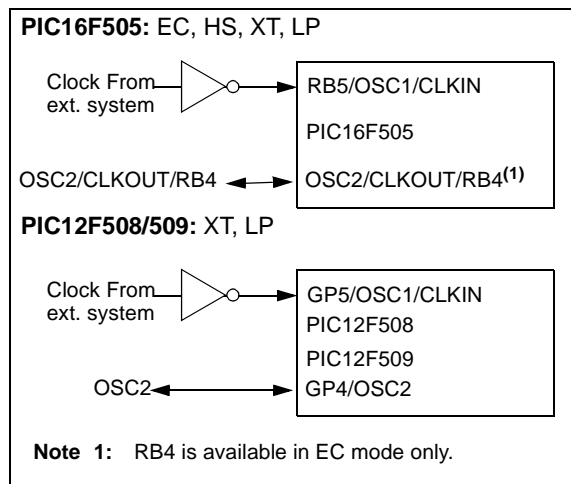 PIC16F505: EC, HS, XT, LP
Clock From
ext. system
RB5/OSC1/CLKIN
PIC16F505
OSC2/CLKOUT/RB4
OSC2/CLKOUT/RB4(1)
PIC12F508/509: XT, LP
Clock From
ext. system
GP5/OSC1/CLKIN
PIC12F508
PIC12F509
OSC2
GP4/OSC2
Note 1: RB4 is available in EC mode only.